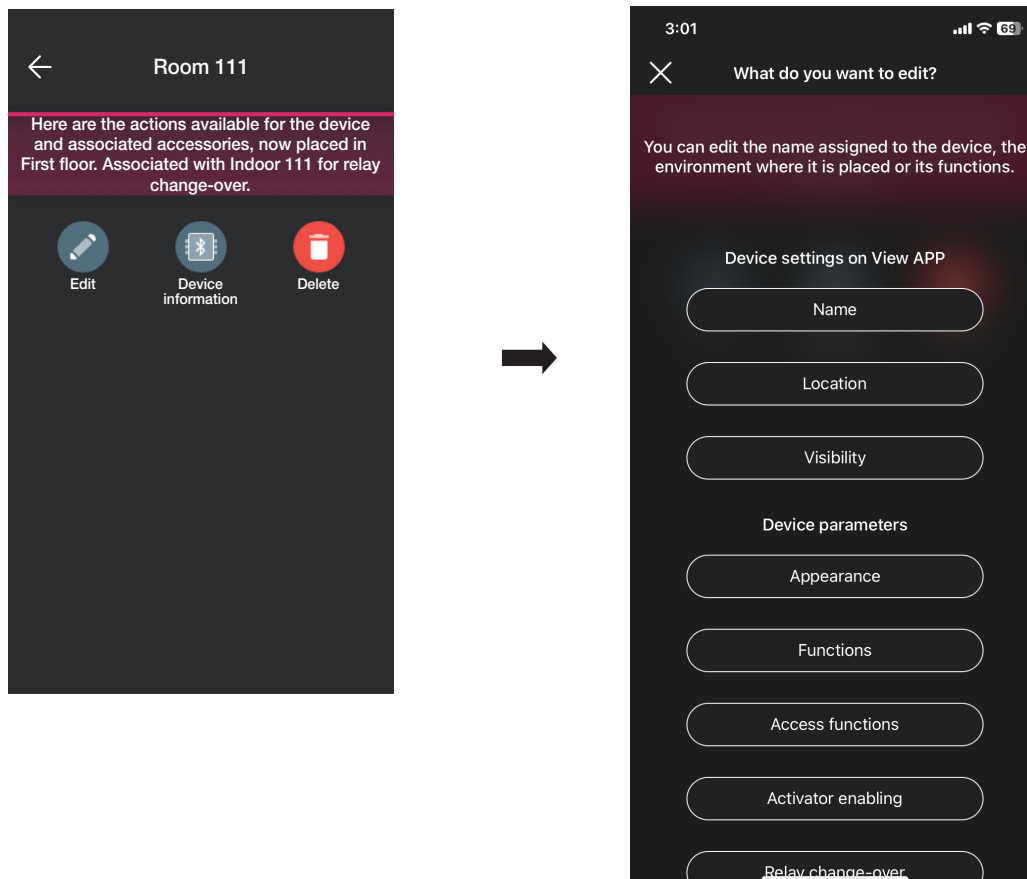 Room 111
Here are the actions available for the device
and associated accessories, now placed in
First floor. Associated with Indoor 111 for relay
change-over.
Edit
Device
information
Delete
3:01
69
What do you want to edit?
You can edit the name assigned to the device, the
environment where it is placed or its functions.
Device settings on View APP
Name
Location
Visibility
Device parameters
Appearance
Functions
Access functions
Activator enabling
Relay change-over